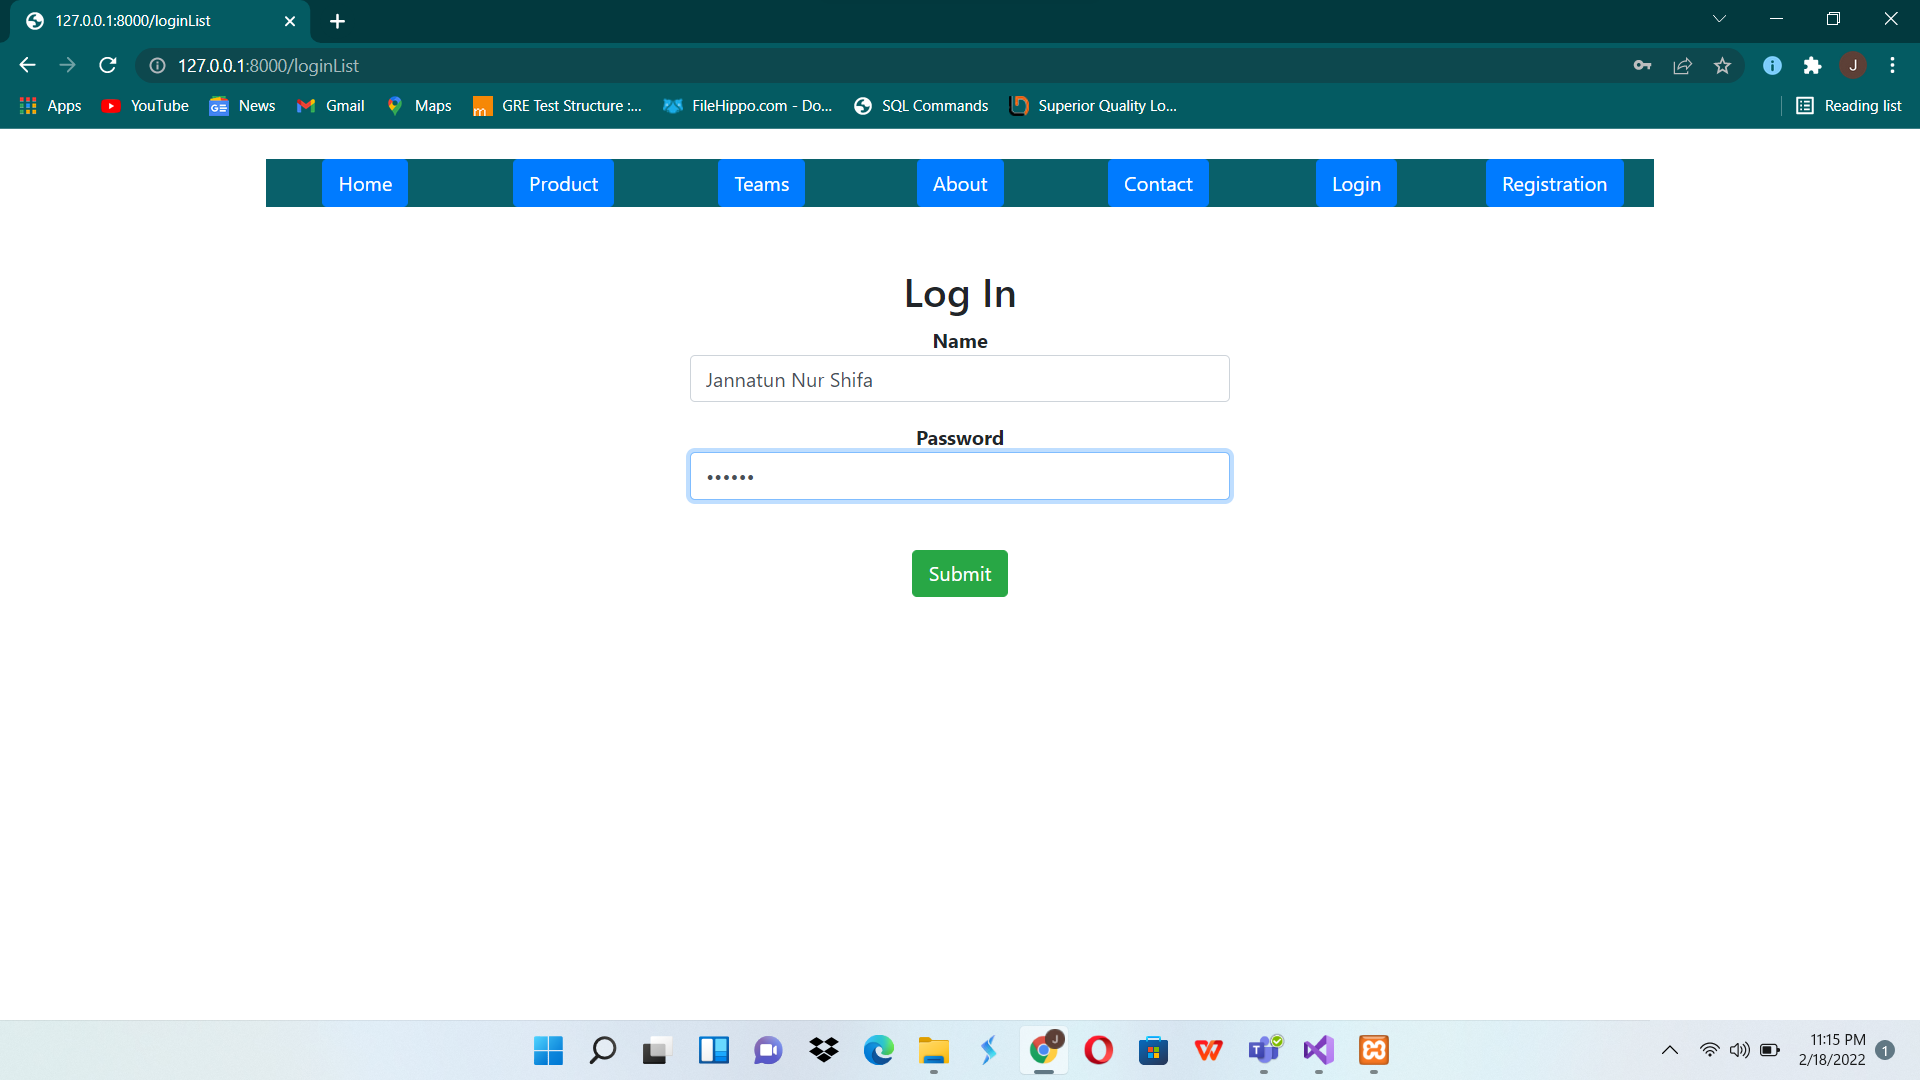 127.0.0.1:8000/loginList
127.0.0.1:8000/loginList
J
Apps YouTube News Gmail Maps GRE Test Structure :... FileHippo.com - Do... SQL Commands Superior Quality Lo... Reading list
Home Product Teams About Contact Login Registration
Log In
Name
Jannatun Nur Shifa
Password
••••••
Submit
11:15 PM
2/18/2022
1